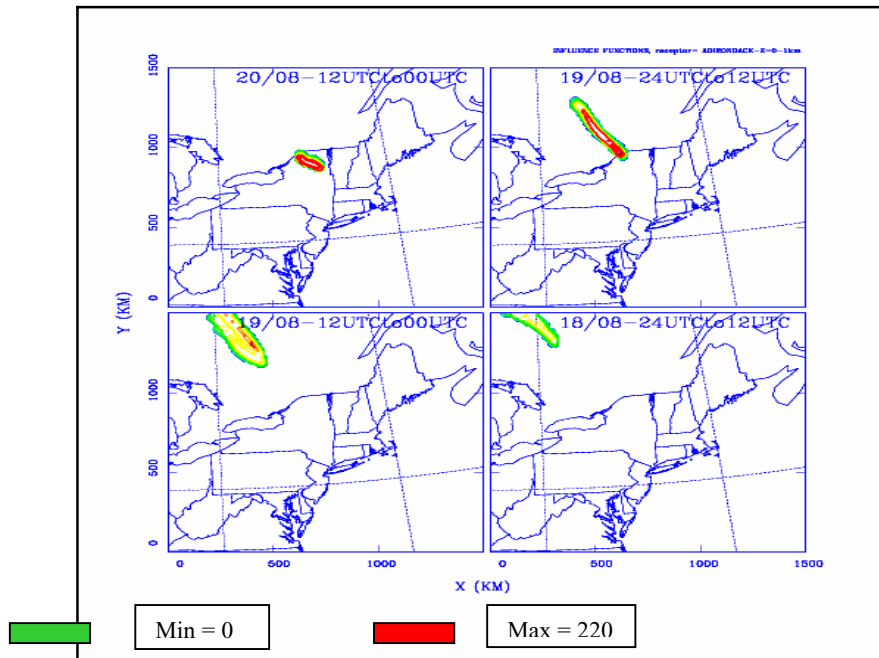 INFLUENCE FUNCTIONS, receptor- ADIRONDACK-Z-0-1km
20/08-12UTCto00UTC
19/08-24UTCto12UTC
1500
1000
500
0
19/08-12UTCto00UTC
18/08-24UTCto12UTC
1000
500
0
Y (KM)
0 500 1000
0 500 1000 1500
X (KM)
Min = 0
Max = 220